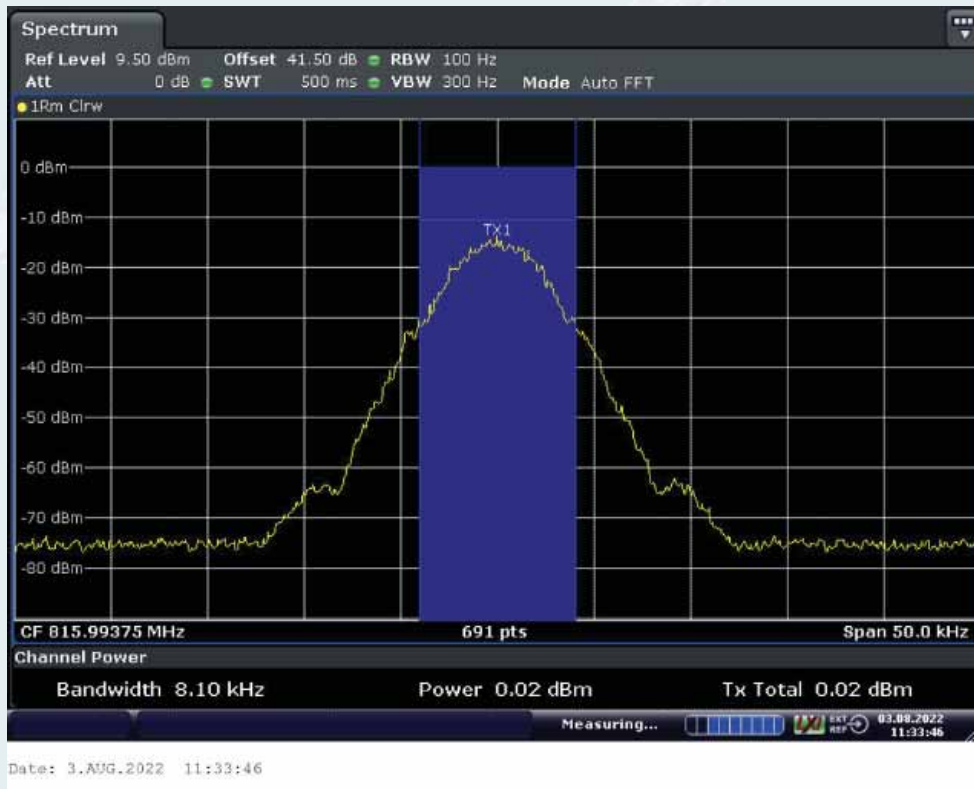 Spectrum
Ref Level 9.50 dBm Offset 41.50 dB RBW 100 Hz
Att 0 dB SWT 500 ms VBW 300 Hz Mode Auto FFT
1Rm Clrw
0 dBm
-10 dBm
TX1
-20 dBm
-30 dBm
-40 dBm
-50 dBm
-60 dBm
-70 dBm
-80 dBm
CF 815.99375 MHz 691 pts Span 50.0 kHz
Channel Power
Bandwidth 8.10 kHz Power 0.02 dBm Tx Total 0.02 dBm
Measuring... EXT REF 03.08.2022
11:33:46
Date: 3.AUG.2022 11:33:46